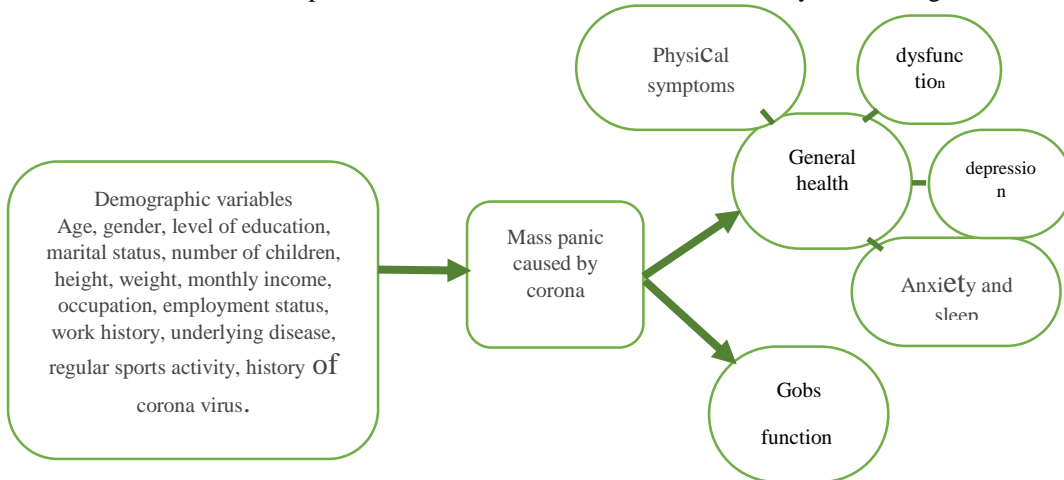 Physical
symptoms
dysfunc
tion
General
health
depressio
n
Anxiety and
sleep
Demographic variables
Age, gender, level of education,
marital status, number of children,
height, weight, monthly income,
occupation, employment status,
work history, underlying disease,
regular sports activity, history of
corona virus.
Mass panic
caused by
corona
Gobs
function